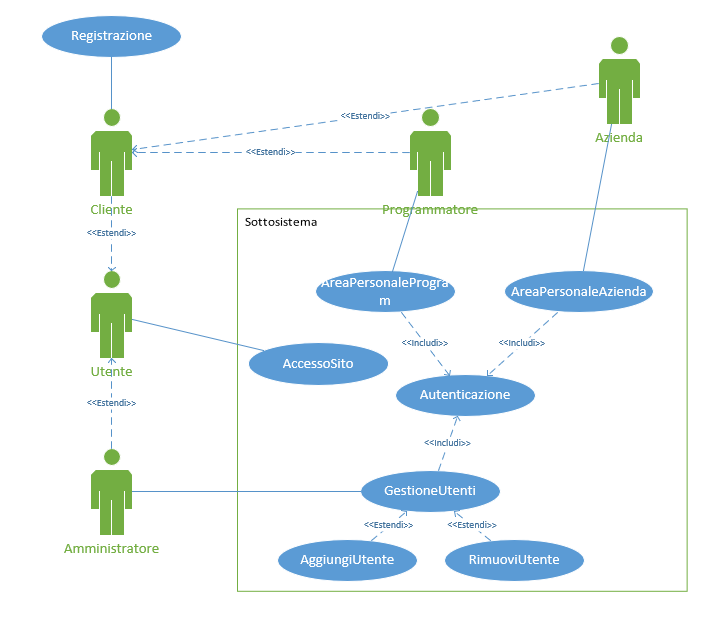 Registrazione
Azienda
<<Estendi>>
<<Estendi>>
Cliente
Programmatore
Sottosistema
<<Estendi>>
AreaPersonaleProgra
m
AreaPersonaleAzienda
<<Includi>>
<<Includi>>
AccessoSito
Utente
Autenticazione
<<Estendi>>
<<Includi>>
GestioneUtenti
<<Estendi>>
<<Estendi>>
Amministratore
AggiungiUtente
RimuoviUtente